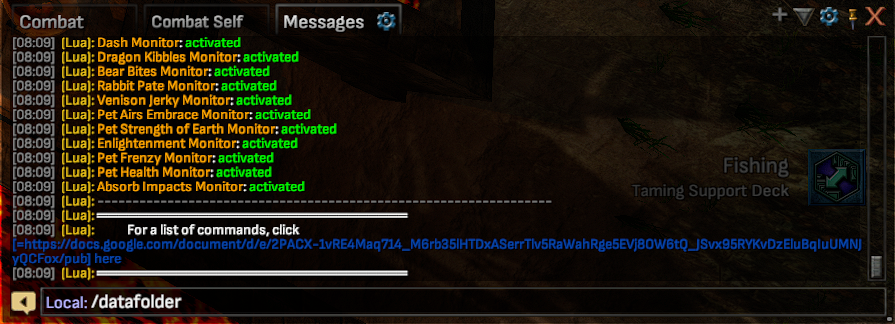 Combat
Combat Self
Messages
[08:09] [Lua]: Dash Monitor: activated
[08:09] [Lua]: Dragon Kibbles Monitor: activated
[08:09] [Lua]: Bear Bites Monitor: activated
[08:09] [Lua]: Rabbit Pate Monitor: activated
[08:09] [Lua]: Venison Jerky Monitor: activated
[08:09] [Lua]: Pet Airs Embrace Monitor: activated
[08:09] [Lua]: Pet Strength of Earth Monitor: activated
[08:09] [Lua]: Enlightenment Monitor: activated
[08:09] [Lua]: Pet Frenzy Monitor: activated
[08:09] [Lua]: Pet Health Monitor: activated
[08:09] [Lua]: Absorb Impacts Monitor: activated
[08:09] [Lua]: ------------------------------------------------------------------
[08:09] [Lua]:
[08:09] [Lua]: For a list of commands, click
[=https://docs.google.com/document/d/e/2PACX-1vRE4Maq714_M6rb35lHTDxASerrTlv5RaWahRge5EVj8OW6tQ_JSvx95RYKvDzEluBqIuUMNJ
yQCFox/pub] here
[08:09] [Lua]:
Fishing
Taming Support Deck
Local: /datafolder